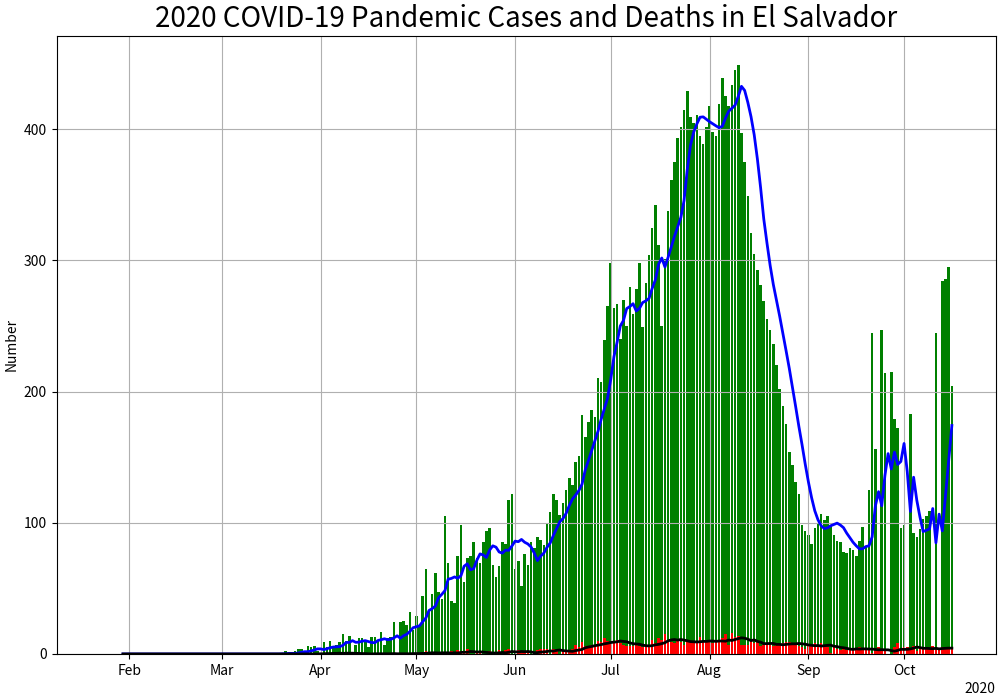 2020 COVID-19 Pandemic Cases and Deaths in El Salvador
Number
400
300
200
100
0
Feb Mar Apr May Jun Jul Aug Sep Oct
2020